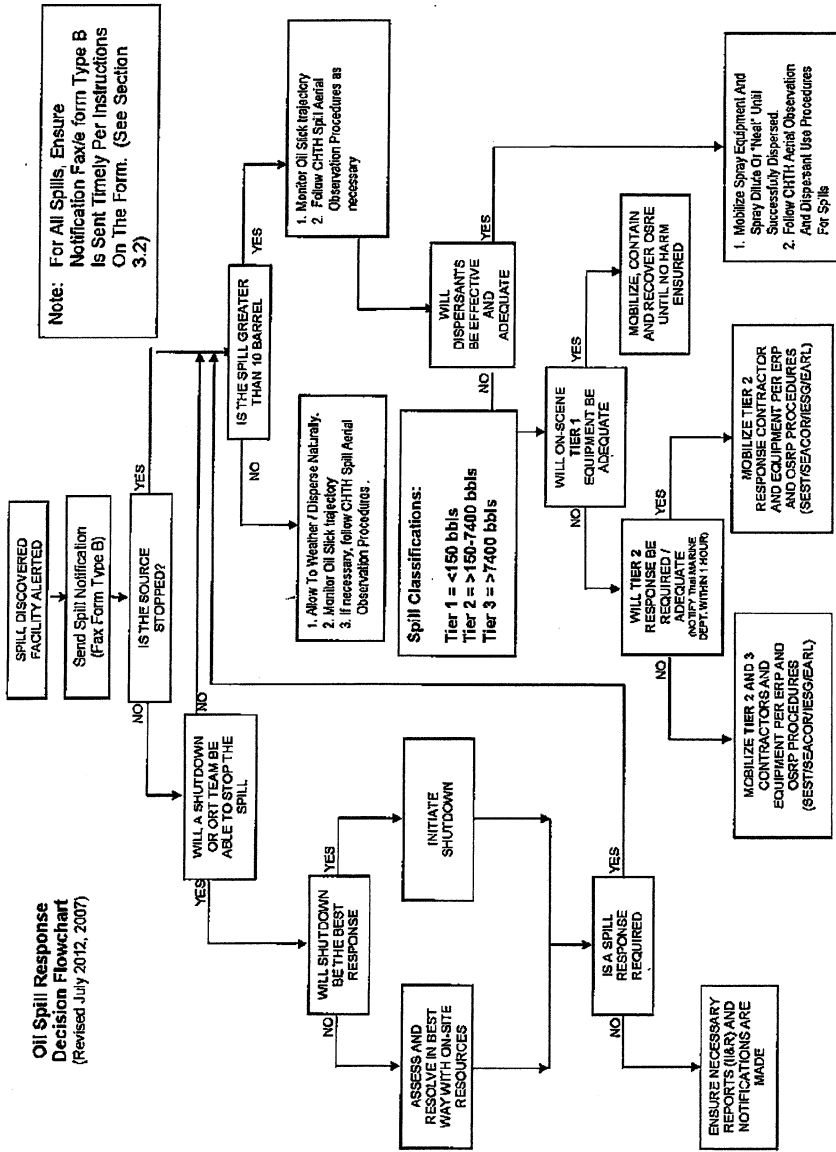 Oil Spill Response
Decision Flowchart
(Revised July 2012, 2007)
SPILL DISCOVERED
FACILITY ALERTED
Note: For All Spills, Ensure
Notification Fax/e form Type B
Is Sent Timely Per Instructions
On The Form. (See Section
3.2)
Send Spill Notification
(Fax Form Type B)
IS THE SOURCE
STOPPED?
NO
YES
WILL A SHUTDOWN
OR ORT TEAM BE
ABLE TO STOP THE
SPILL
YES
NO
IS THE SPILL GREATER
THAN 10 BARREL
NO
YES
WILL SHUTDOWN
BE THE BEST
RESPONSE
NO
YES
1. Allow To Weather / Disperse Naturally.
2. Monitor Oil Slick trajectory
3. If necessary, follow CHTH Spill Aerial
Observation Procedures .
1. Monitor Oil Slick trajectory
2. Follow CHTH Spill Aerial
Observation Procedures as
necessary
ASSESS AND
RESOLVE IN BEST
WAY WITH ON-SITE
RESOURCES
INITIATE
SHUTDOWN
Spill Classifications:
Tier 1 = <150 bbls
Tier 2 = >150-7400 bbls
Tier 3 = >7400 bbls
WILL
DISPERSANTS
BE EFFECTIVE
AND
ADEQUATE
NO
YES
WILL ON-SCENE
TIER 1
EQUIPMENT BE
ADEQUATE
NO
YES
IS A SPILL
RESPONSE
REQUIRED
NO
YES
WILL TIER 2
RESPONSE BE
REQUIRED /
ADEQUATE
(NOTIFY Thai MARINE
DEPT. WITHIN 1 HOUR)
NO
YES
MOBILIZE, CONTAIN
AND RECOVER OSRE
UNTIL NO HARM
ENSURED
ENSURE NECESSARY
REPORTS (II&R) AND
NOTIFICATIONS ARE
MADE
MOBILIZE TIER 2 AND 3
CONTRACTORS AND
EQUIPMENT PER ERP AND
OSRP PROCEDURES
(SEST/SEACOR/IESG/EARL)
MOBILIZE TIER 2
RESPONSE CONTRACTOR
AND EQUIPMENT PER ERP
AND OSRP PROCEDURES
(SEST/SEACOR/IESG/EARL)
1. Mobilize Spray Equipment And
Spray Dilute Or "Neat" Until
Successfuly Dispersed.
2. Follow CHTH Aerial Observation
And Dispersant Use Procedures
For Spills